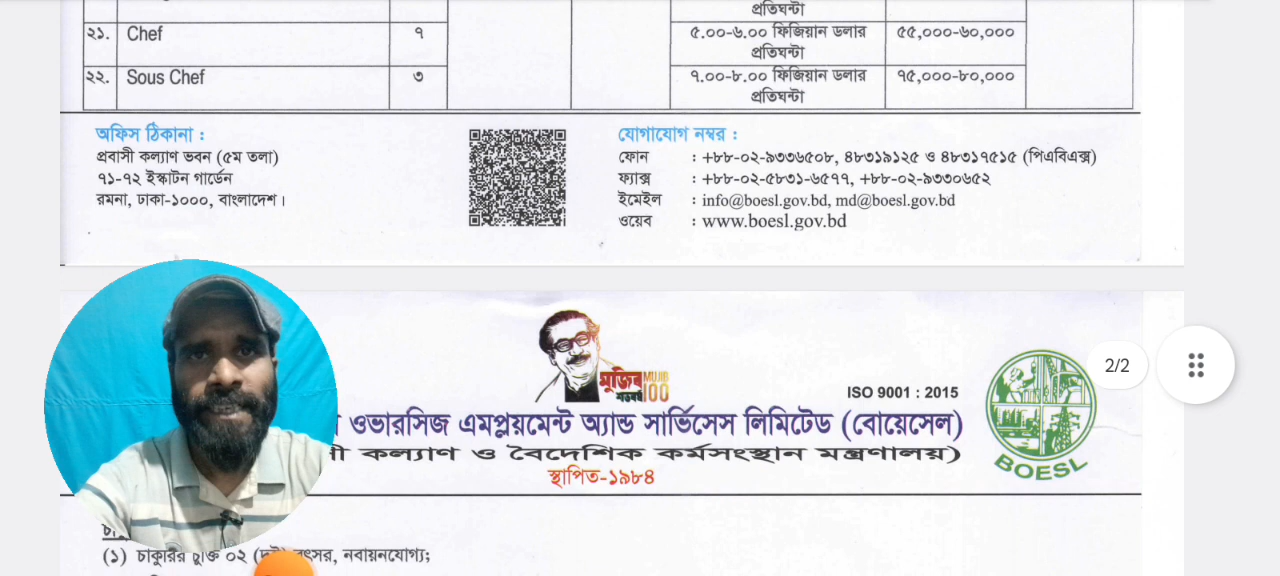 প্রতিঘন্টা
২১. Chef ৭ ৫.০০-৬.০০ ফিজিয়ান ডলার প্রতিঘন্টা ৫৫,০০০-৬০,০০০
২২. Sous Chef ৩ ৭.০০-৮.০০ ফিজিয়ান ডলার প্রতিঘন্টা ৭৫,০০০-৮০,০০০
অফিস ঠিকানা :
প্রবাসী কল্যাণ ভবন (৫ম তলা)
৭১-৭২ ইস্কাটন গার্ডেন
রমনা, ঢাকা-১০০০, বাংলাদেশ।
যোগাযোগ নম্বর :
ফোন : +৮৮-০২-৯৩৩৬৫০৮, ৪৮৩১৯১২৫ ও ৪৮৩১৭৫১৫ (পিএবিএক্স)
ফ্যাক্স : +৮৮-০২-৫৮৩১-৬৫৭৭, +৮৮-০২-৯৩৩০৬৫২
ইমেইল : info@boesl.gov.bd, md@boesl.gov.bd
ওয়েব : www.boesl.gov.bd
মুজিব MUJIB
শতবর্ষ 100
ISO 9001 : 2015
2/2
ওভারসিজ এমপ্লয়মেন্ট অ্যান্ড সার্ভিসেস লিমিটেড (বোয়েসেল)
কল্যাণ ও বৈদেশিক কর্মসংস্থান মন্ত্রণালয়)
স্থাপিত-১৯৮৪
BOESL
(১) চাকুরির চুক্তি ০২ বৎসর, নবায়নযোগ্য;